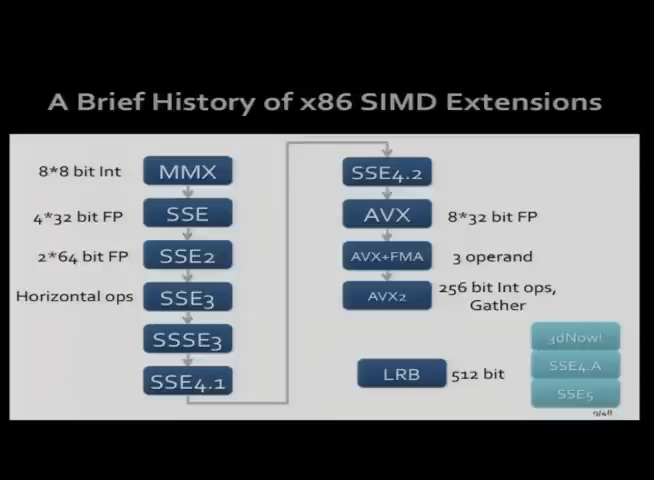 A Brief History of x86 SIMD Extensions
8*8 bit Int
MMX
4*32 bit FP
SSE
2*64 bit FP
SSE2
Horizontal ops
SSE3
SSSE3
SSE4.1
SSE4.2
AVX
8*32 bit FP
AVX+FMA
3 operand
AVX2
256 bit Int ops,
Gather
LRB
512 bit
3dNow!
SSE4.A
SSE5